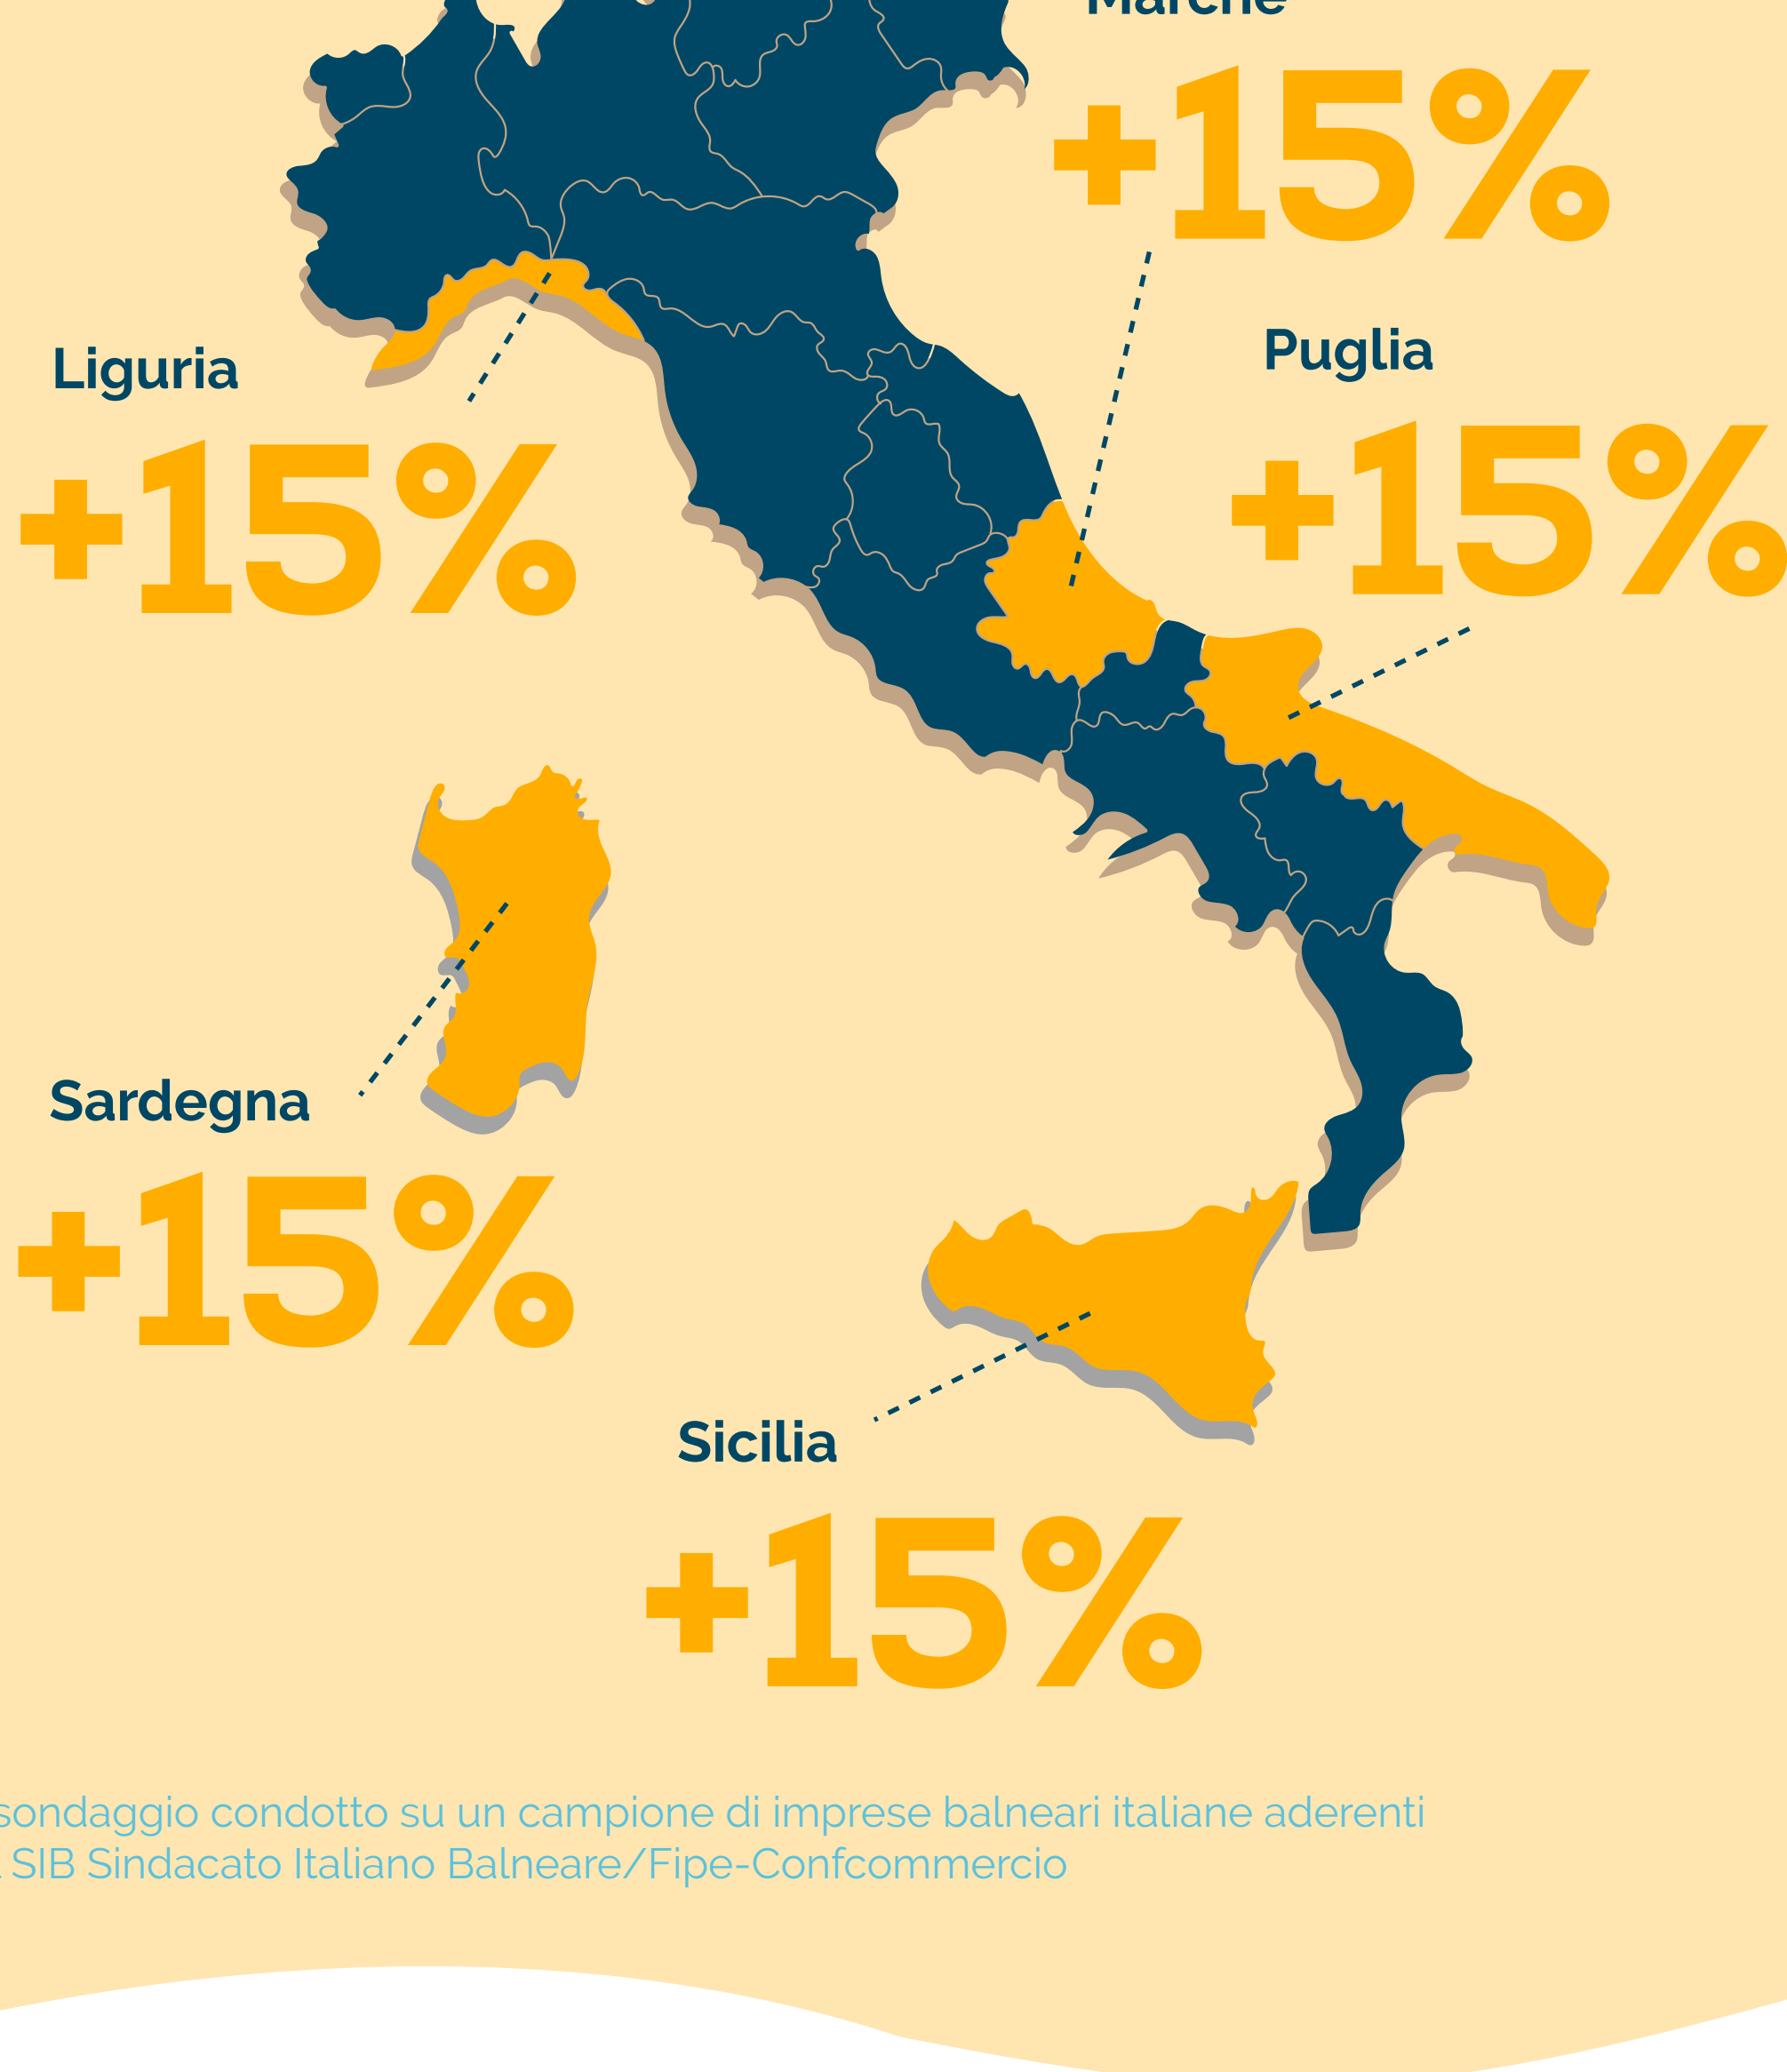 Marche
+15%
Puglia
+15%
Liguria
+15%
Sardegna
+15%
Sicilia
+15%
sondaggio condotto su un campione di imprese balneari italiane aderenti
SIB Sindacato Italiano Balneare/Fipe-Confcommercio